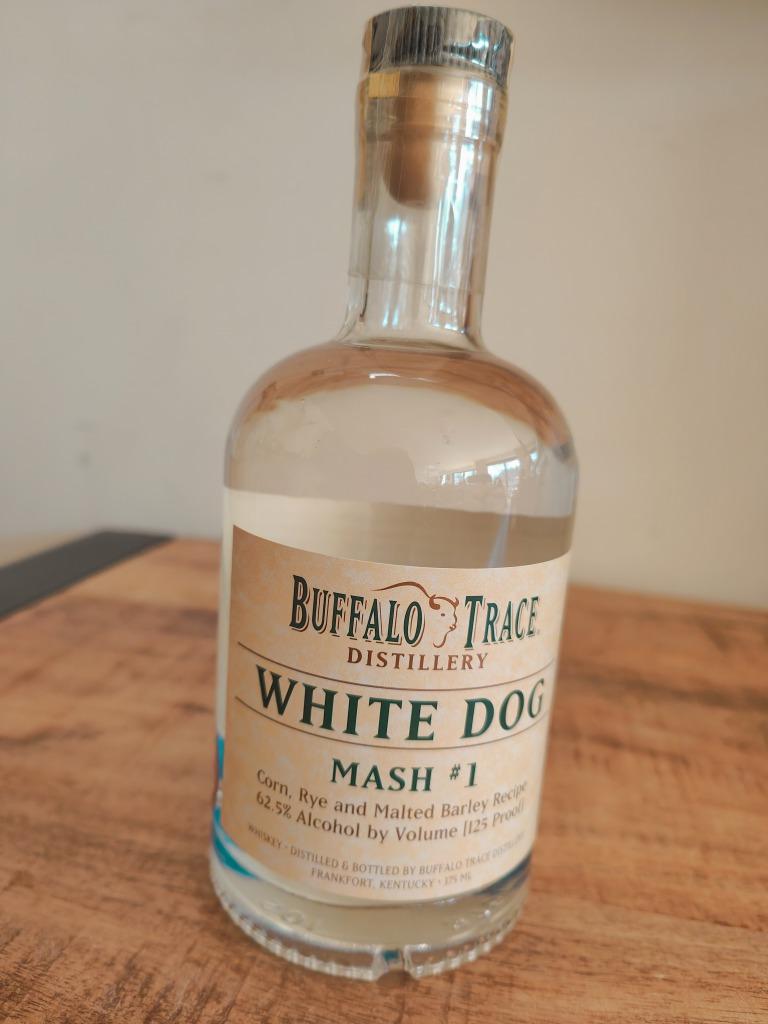 BUFFALO TRACE
DISTILLERY
WHITE DOG
MASH #1
Corn, Rye and Malted Barley Recipe
62.5% Alcohol by Volume [125 Proof]
WHISKEY • DISTILLED & BOTTLED BY BUFFALO TRACE DISTILLERY
FRANKFORT, KENTUCKY • 375 ML